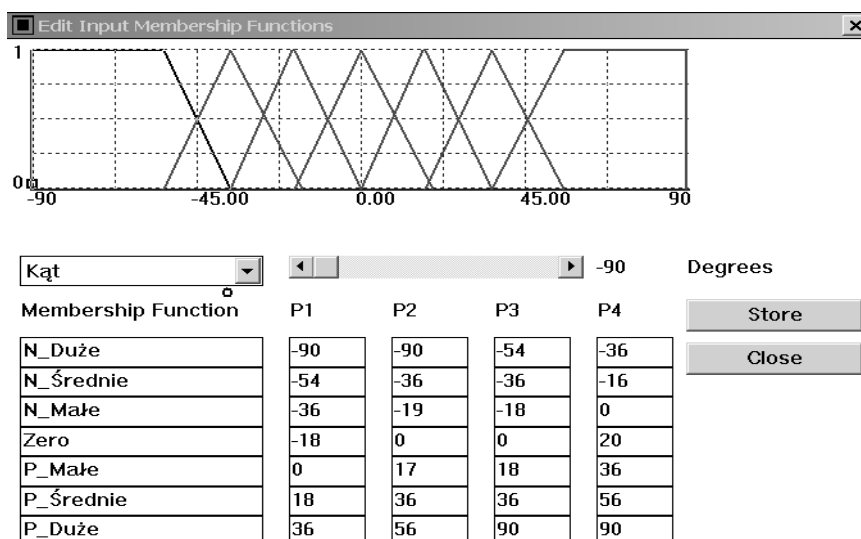 Edit Input Membership Functions
1
0
-90 -45.00 0.00 45.00 90
Kąt -90 Degrees
Membership Function P1 P2 P3 P4 Store
Close
N_Duże -90 -90 -54 -36
N_Średnie -54 -36 -36 -16
N_Małe -36 -19 -18 0
Zero -18 0 0 20
P_Małe 0 17 18 36
P_Średnie 18 36 36 56
P_Duże 36 56 90 90